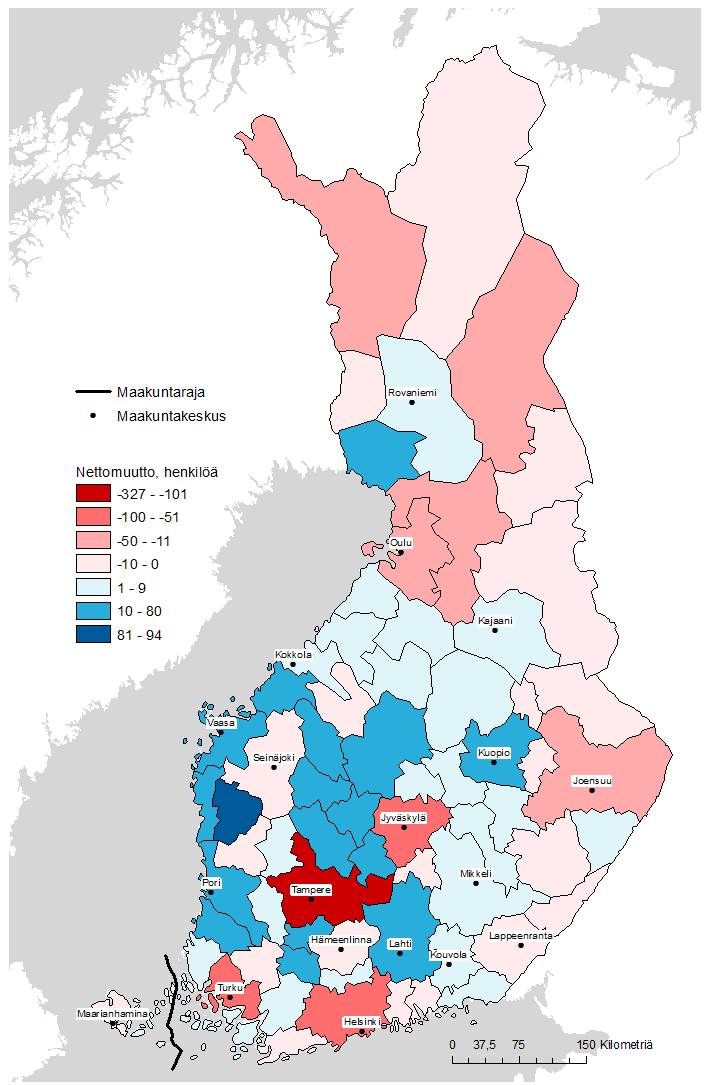 Rovaniemi
Maakuntaraja
Maakuntakeskus
Nettomuutto, henkilöä
-327 - -101
-100 - -51
-50 - -11
-10 - 0
1 - 9
10 - 80
81 - 94
Oulu
Kajaani
Kokkola
Vaasa
Seinäjoki
Kuopio
Joensuu
Jyväskylä
Mikkeli
Pori
Tampere
Hämeenlinna
Lahti
Lappeenranta
Kouvola
Turku
Maarianhamina
Helsinki
0 37,5 75 150 Kilometriä